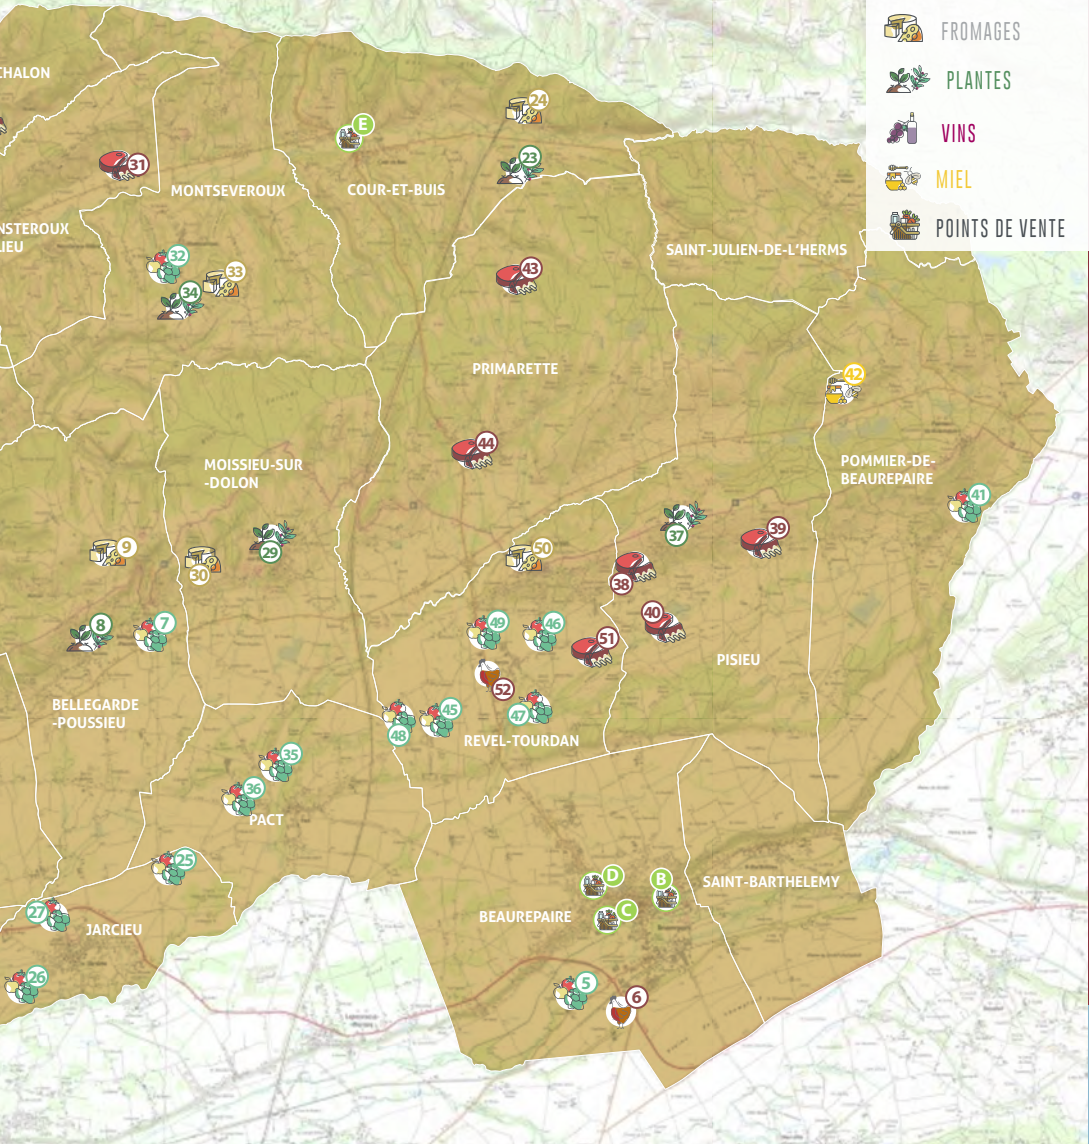 FROMAGES
PLANTES
VINS
MIEL
POINTS DE VENTE
CHALON
24
E
23
31
MONTSEVEROUX
COUR-ET-BUIS
NSTEROUX
IEU
SAINT-JULIEN-DE-L'HERMS
32
33
34
43
PRIMARETTE
42
44
MOISSIEU-SUR
-DOLON
POMMIER-DE-
BEAUREPAIRE
41
9
30
29
50
37
39
38
8
7
49
46
40
51
PISIEU
52
BELLEGARDE
-POUSSIEU
48
45
47
REVEL-TOURDAN
35
36
PACT
25
27
JARCIEU
26
D
B
C
SAINT-BARTHELEMY
BEAUREPAIRE
5
6